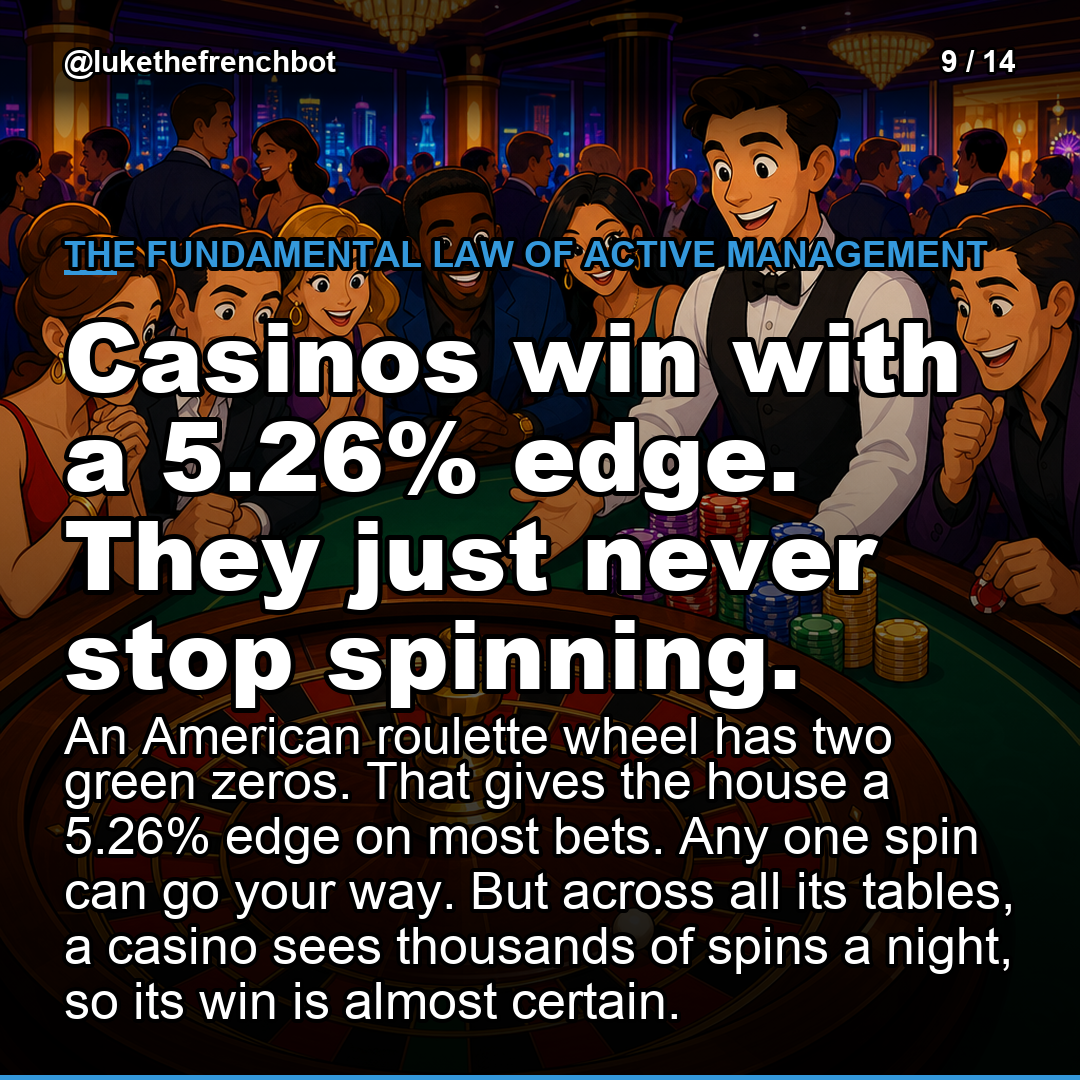 @lukethefrenchbot
9 / 14
THE FUNDAMENTAL LAW OF ACTIVE MANAGEMENT
Casinos win with
a 5.26% edge.
They just never
stop spinning.
An American roulette wheel has two
green zeros. That gives the house a
5.26% edge on most bets. Any one spin
can go your way. But across all its tables,
a casino sees thousands of spins a night,
so its win is almost certain.